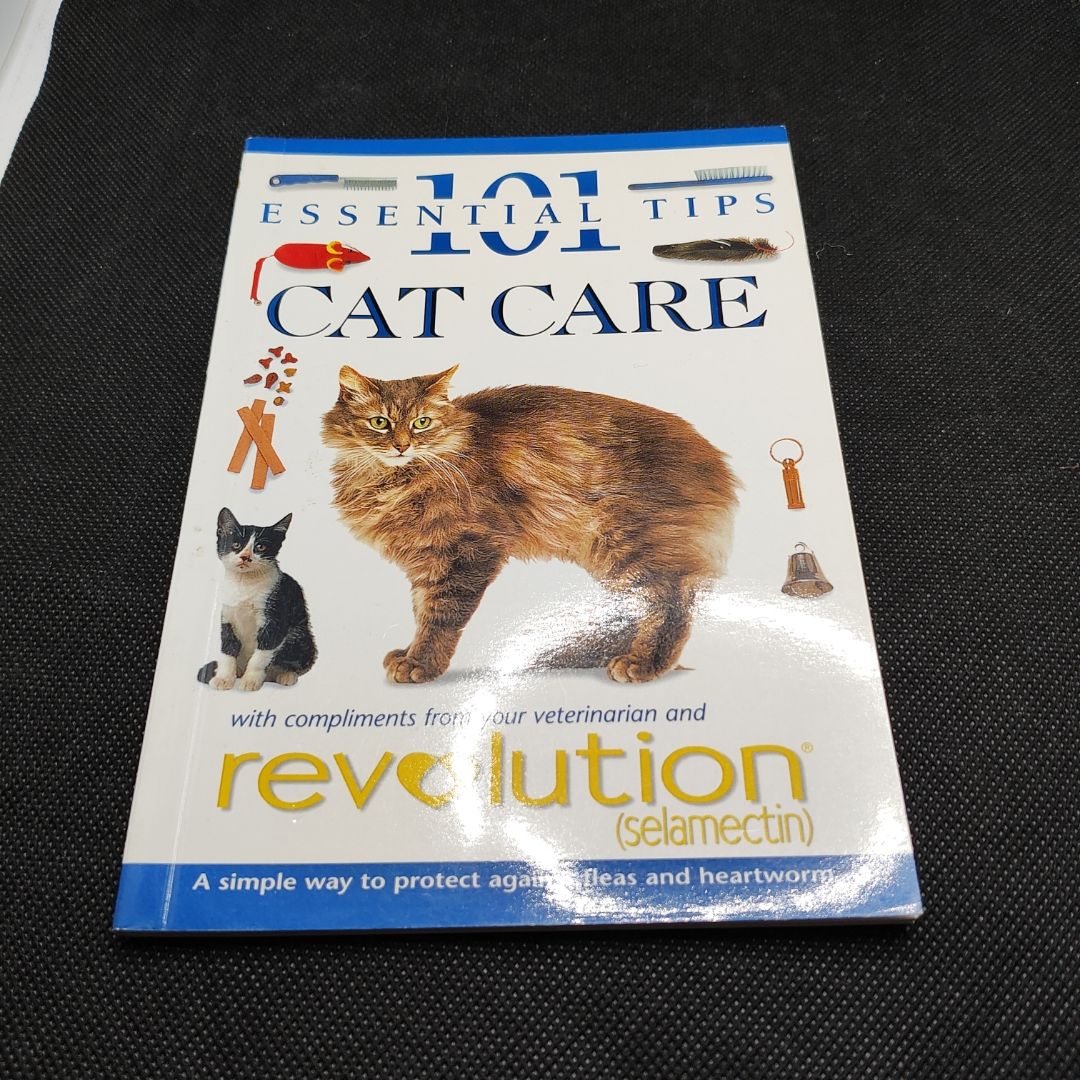 101
ESSENTIAL TIPS
CAT CARE
with compliments from your veterinarian and
revolution®
(selamectin)
A simple way to protect against fleas and heartworm